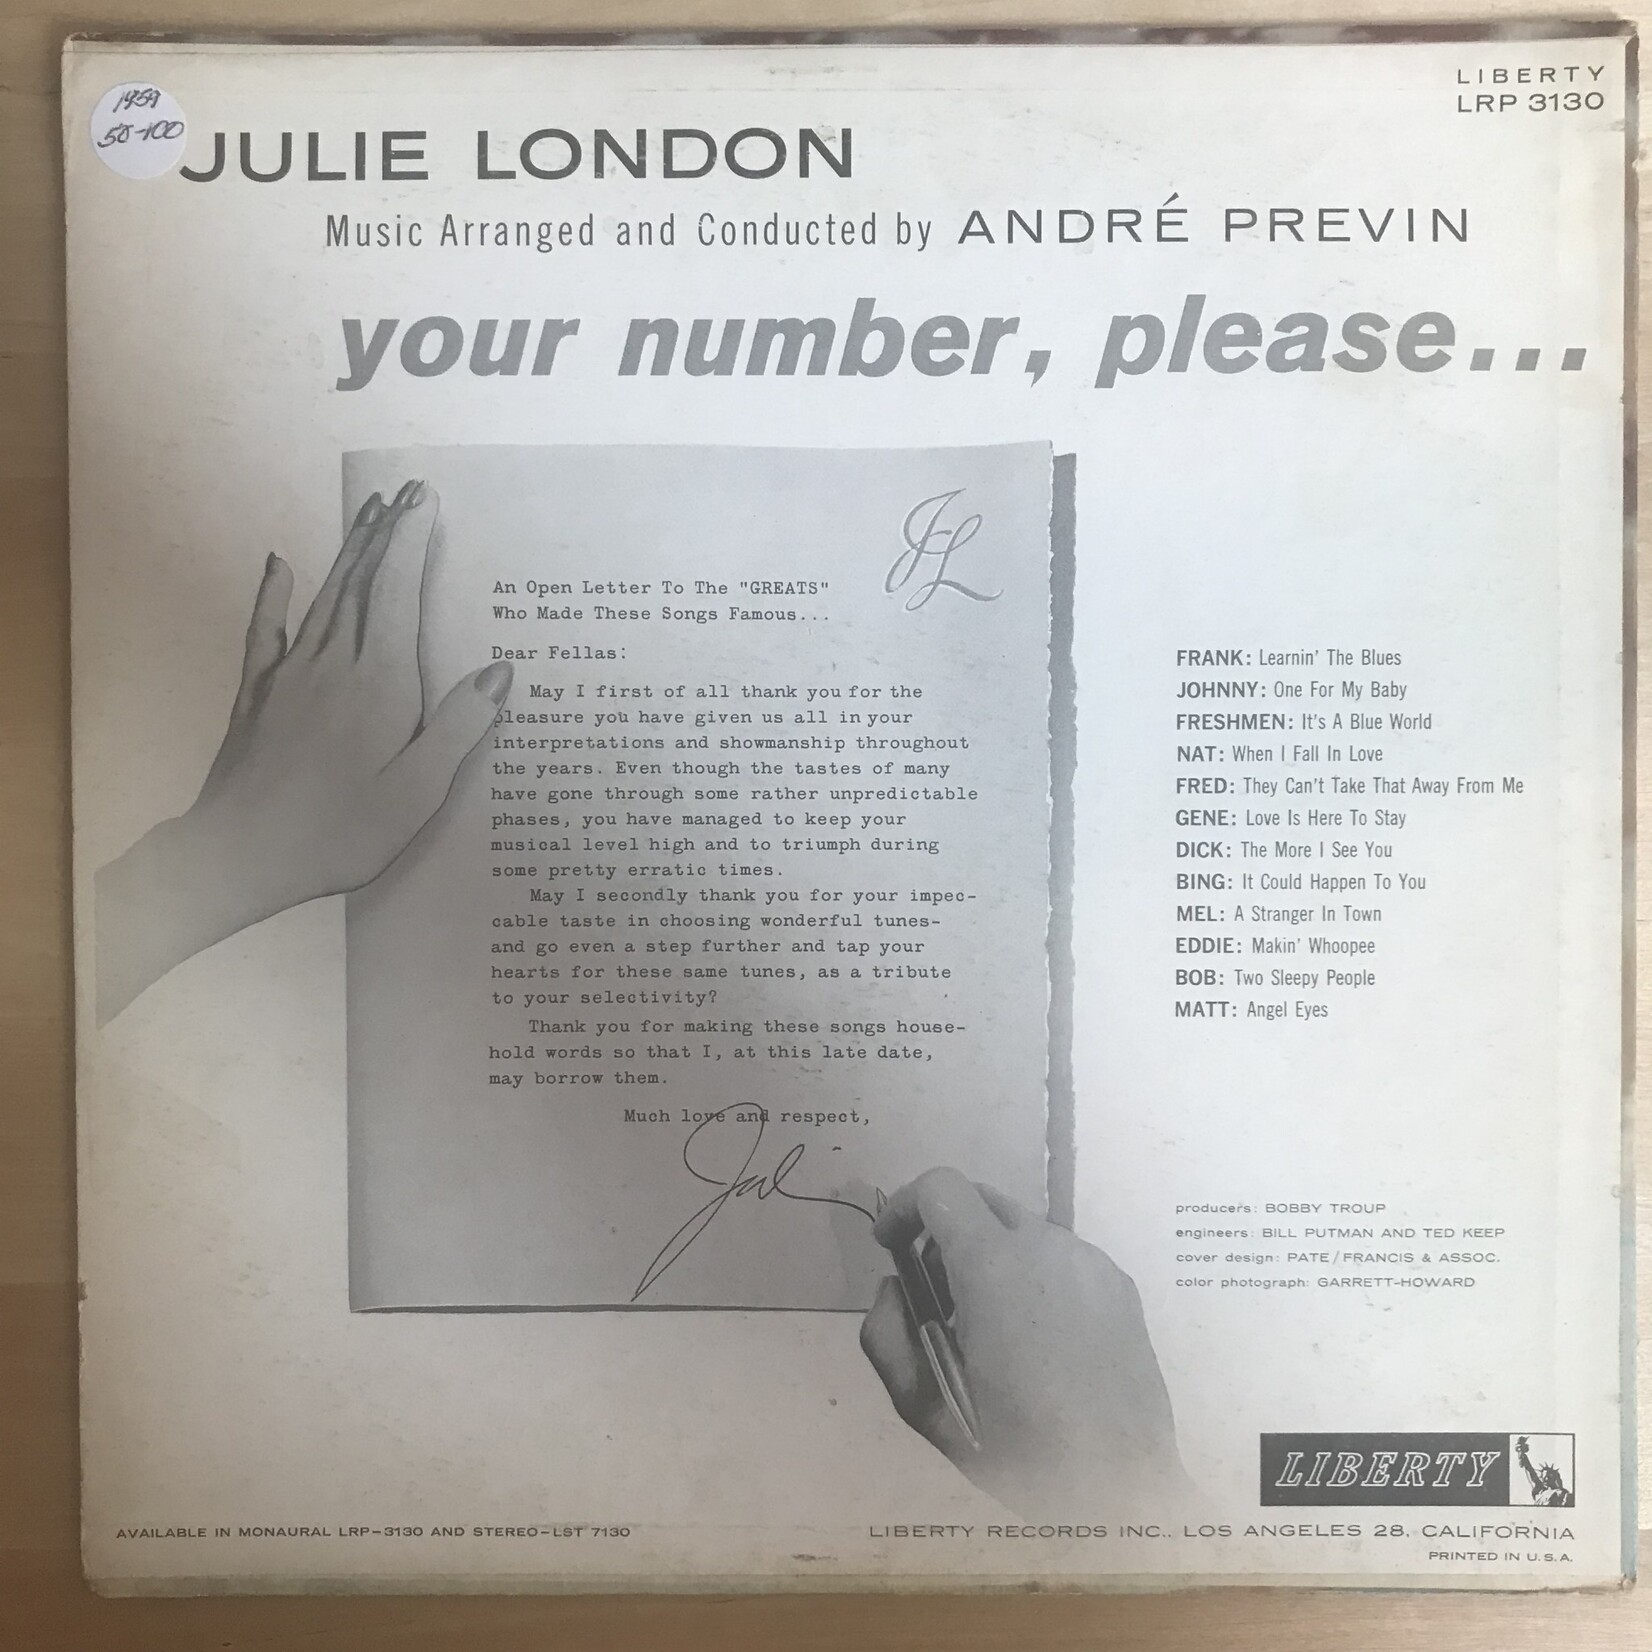 1959
50-100
LIBERTY
LRP 3130
JULIE LONDON
Music Arranged and Conducted by ANDRÉ PREVIN
your number, please...
JL
An Open Letter To The "GREATS"
Who Made These Songs Famous...
Dear Fellas:
May I first of all thank you for the
pleasure you have given us all in your
interpretations and showmanship throughout
the years. Even though the tastes of many
have gone through some rather unpredictable
phases, you have managed to keep your
musical level high and to triumph during
some pretty erratic times.
May I secondly thank you for your impec-
cable taste in choosing wonderful tunes-
and go even a step further and tap your
hearts for these same tunes, as a tribute
to your selectivity?
Thank you for making these songs house-
hold words so that I, at this late date,
may borrow them.
Much love and respect,
Juli
FRANK: Learnin' The Blues
JOHNNY: One For My Baby
FRESHMEN: It's A Blue World
NAT: When I Fall In Love
FRED: They Can't Take That Away From Me
GENE: Love Is Here To Stay
DICK: The More I See You
BING: It Could Happen To You
MEL: A Stranger In Town
EDDIE: Makin' Whoopee
BOB: Two Sleepy People
MATT: Angel Eyes
producers: BOBBY TROUP
engineers: BILL PUTMAN AND TED KEEP
cover design: PATE/FRANCIS & ASSOC.
color photograph: GARRETT-HOWARD
LIBERTY
AVAILABLE IN MONAURAL LRP-3130 AND STEREO-LST 7130
LIBERTY RECORDS INC., LOS ANGELES 28, CALIFORNIA
PRINTED IN U.S.A.